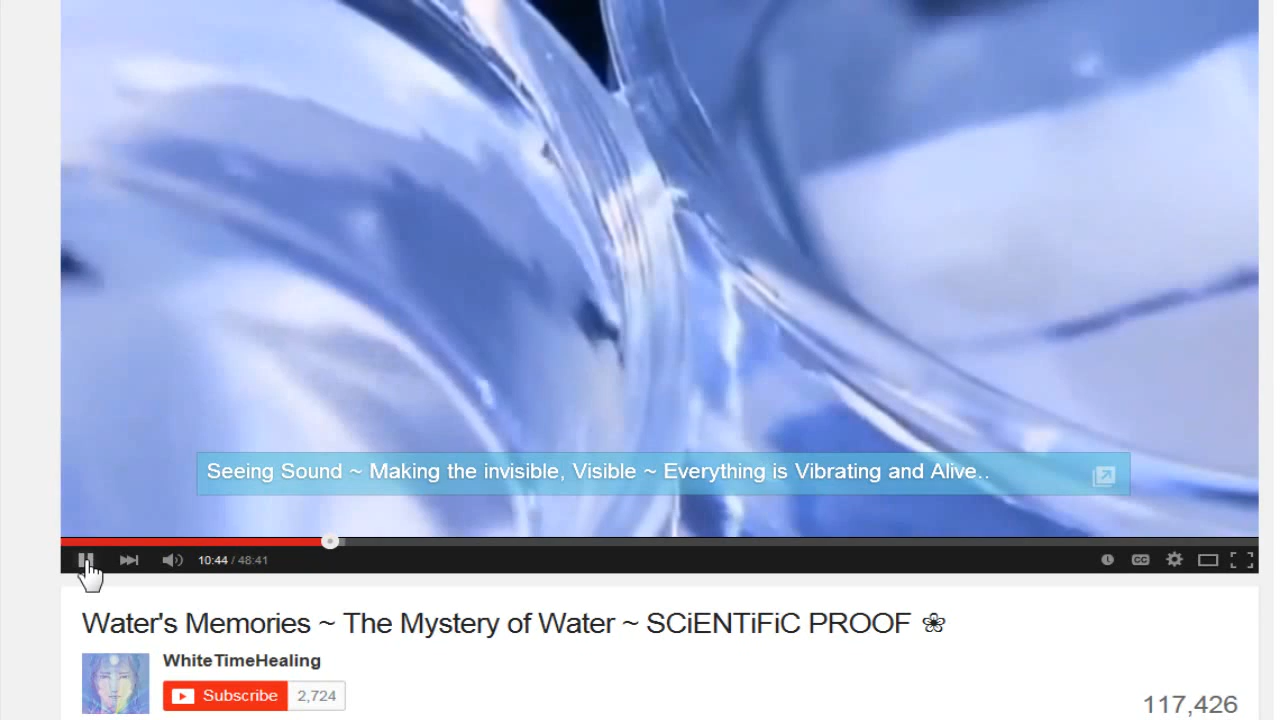 Seeing Sound ~ Making the invisible, Visible ~ Everything is Vibrating and Alive..
10:44 / 48:41
CC
Water's Memories ~ The Mystery of Water ~ SCiENTiFiC PROOF ❀
WhiteTimeHealing
Subscribe 2,724
117,426